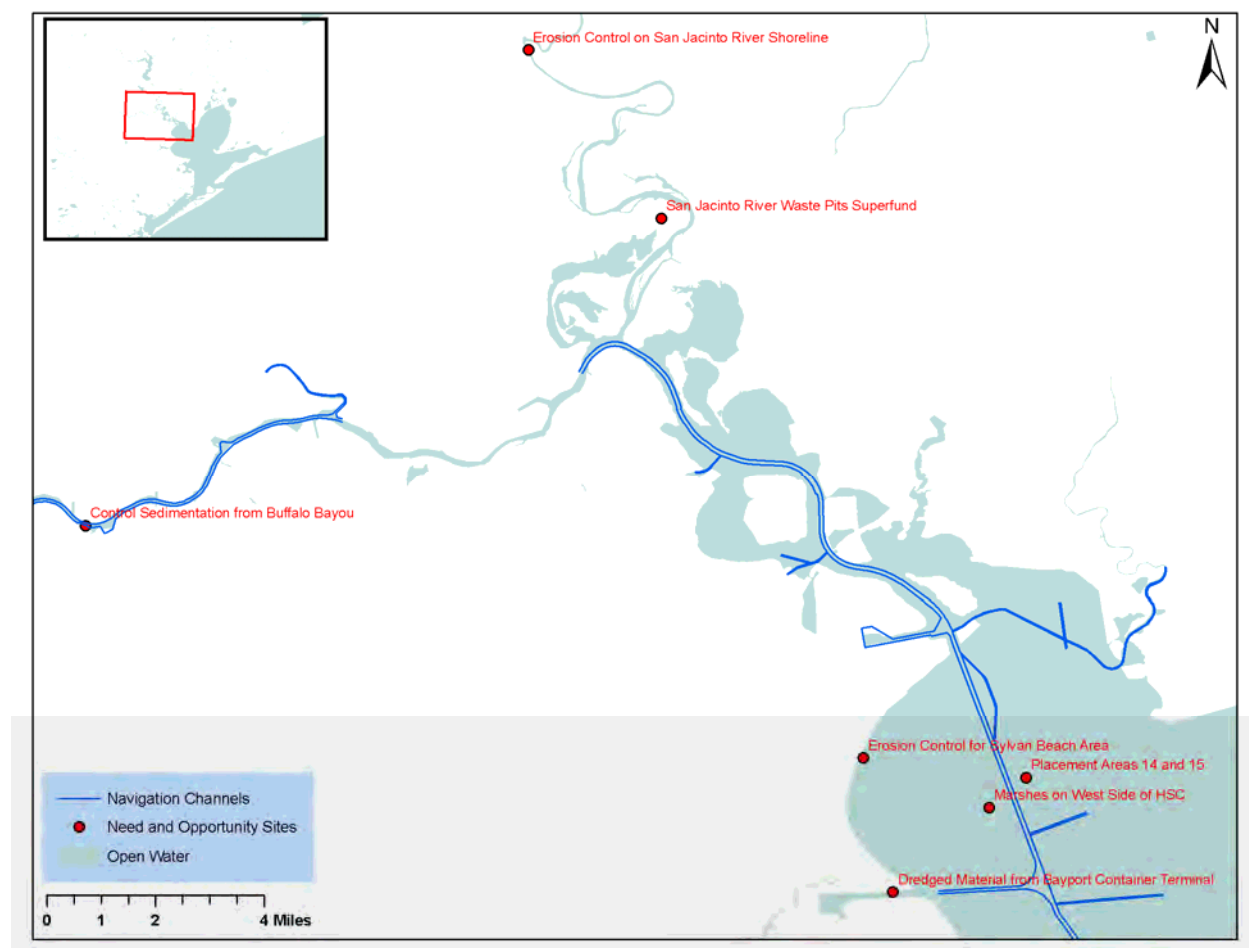 N
Erosion Control on San Jacinto River Shoreline
San Jacinto River Waste Pits Superfund
Control Sedimentation from Buffalo Bayou
Erosion Control for Sylvan Beach Area
Placement Areas 14 and 15
Marshes on West Side of HSC
Dredged Material from Bayport Container Terminal
Navigation Channels
Need and Opportunity Sites
Open Water
0 1 2 4 Miles